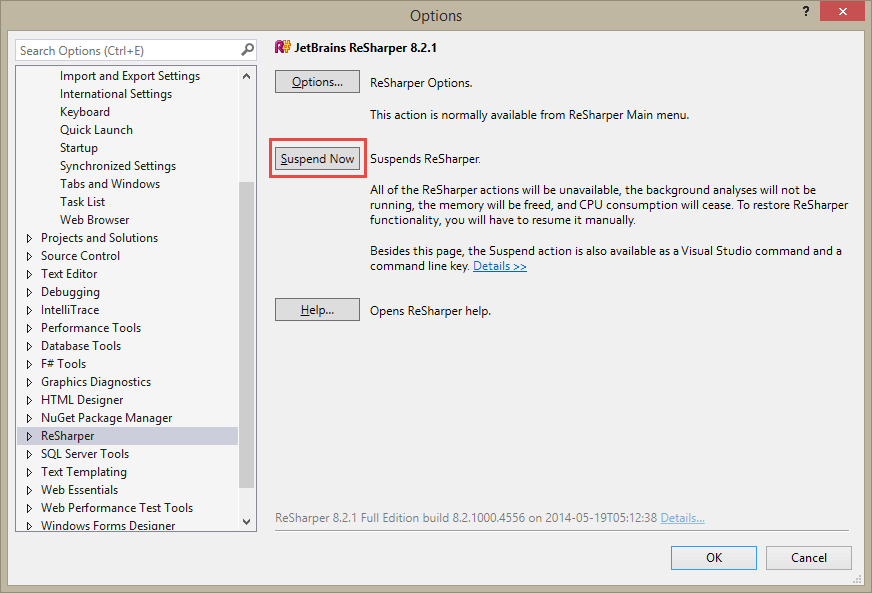 Options
?
Search Options (Ctrl+E)
Import and Export Settings
International Settings
Keyboard
Quick Launch
Startup
Synchronized Settings
Tabs and Windows
Task List
Web Browser
Projects and Solutions
Source Control
Text Editor
Debugging
IntelliTrace
Performance Tools
Database Tools
F# Tools
Graphics Diagnostics
HTML Designer
NuGet Package Manager
ReSharper
SQL Server Tools
Text Templating
Web Essentials
Web Performance Test Tools
Windows Forms Designer
R# JetBrains ReSharper 8.2.1
Options... ReSharper Options.
This action is normally available from ReSharper Main menu.
Suspend Now Suspends ReSharper.
All of the ReSharper actions will be unavailable, the background analyses will not be
running, the memory will be freed, and CPU consumption will cease. To restore ReSharper
functionality, you will have to resume it manually.
Besides this page, the Suspend action is also available as a Visual Studio command and a
command line key. Details >>
Help... Opens ReSharper help.
ReSharper 8.2.1 Full Edition build 8.2.1000.4556 on 2014-05-19T05:12:38 Details...
OK Cancel